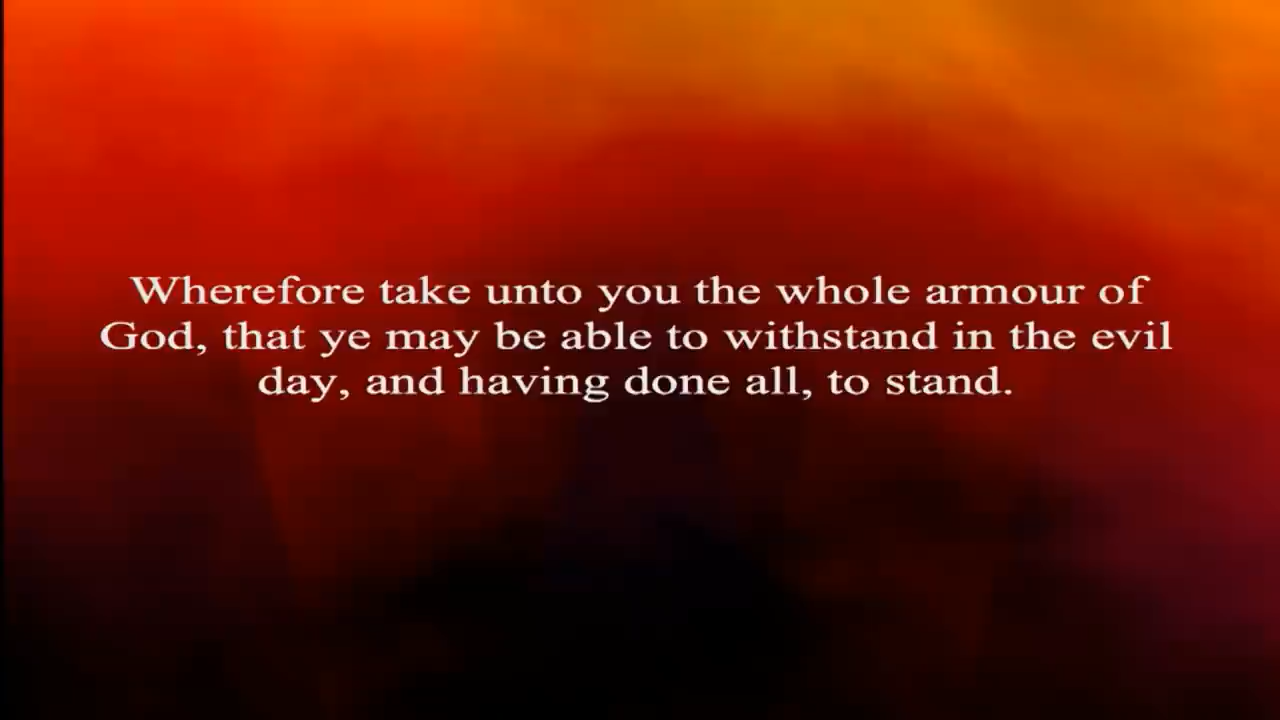 Wherefore take unto you the whole armour of
God, that ye may be able to withstand in the evil
day, and having done all, to stand.